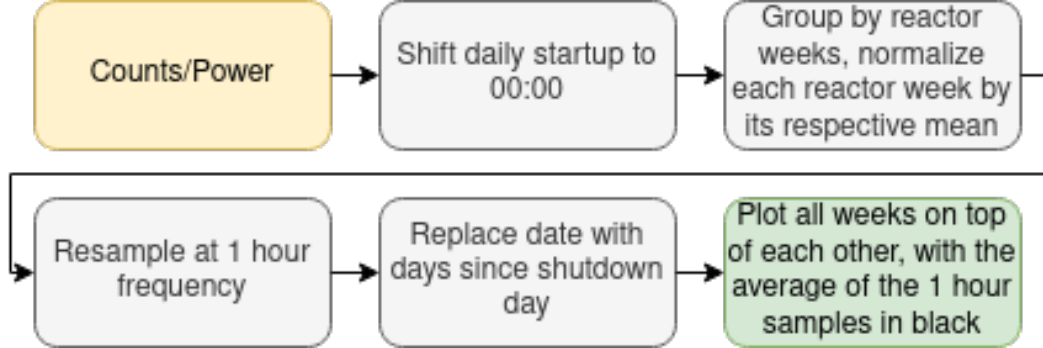 Counts/Power
Shift daily startup to
00:00
Group by reactor
weeks, normalize
each reactor week by
its respective mean
Resample at 1 hour
frequency
Replace date with
days since shutdown
day
Plot all weeks on top
of each other, with the
average of the 1 hour
samples in black